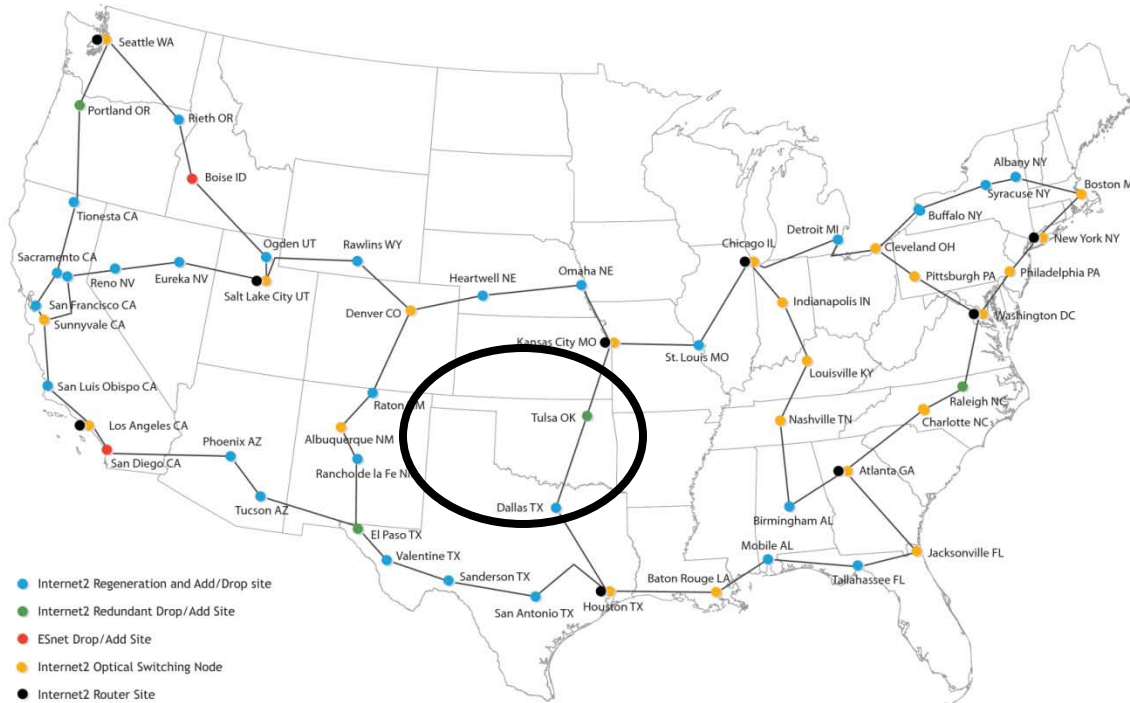 Seattle WA
Portland OR
Rieth OR
Boise ID
Tionesta CA
Ogden UT
Rawlins WY
Sacramento CA
Reno NV
Eureka NV
Salt Lake City UT
San Francisco CA
Sunnyvale CA
Denver CO
Heartwell NE
Omaha NE
Kansas City MO
St. Louis MO
Chicago IL
Detroit MI
Cleveland OH
Buffalo NY
Syracuse NY
Albany NY
Boston M
New York NY
Philadelphia PA
Pittsburgh PA
Washington DC
Indianapolis IN
Louisville KY
Nashville TN
Raleigh NC
Charlotte NC
Atlanta GA
Birmingham AL
San Luis Obispo CA
Los Angeles CA
San Diego CA
Phoenix AZ
Tucson AZ
Raton M
Albuquerque NM
Rancho de la Fe N
El Paso TX
Tulsa OK
Dallas TX
Valentine TX
Sanderson TX
San Antonio TX
Houston TX
Baton Rouge LA
Mobile AL
Tallahassee FL
Jacksonville FL
Internet2 Regeneration and Add/Drop site
Internet2 Redundant Drop/Add Site
ESnet Drop/Add Site
Internet2 Optical Switching Node
Internet2 Router Site